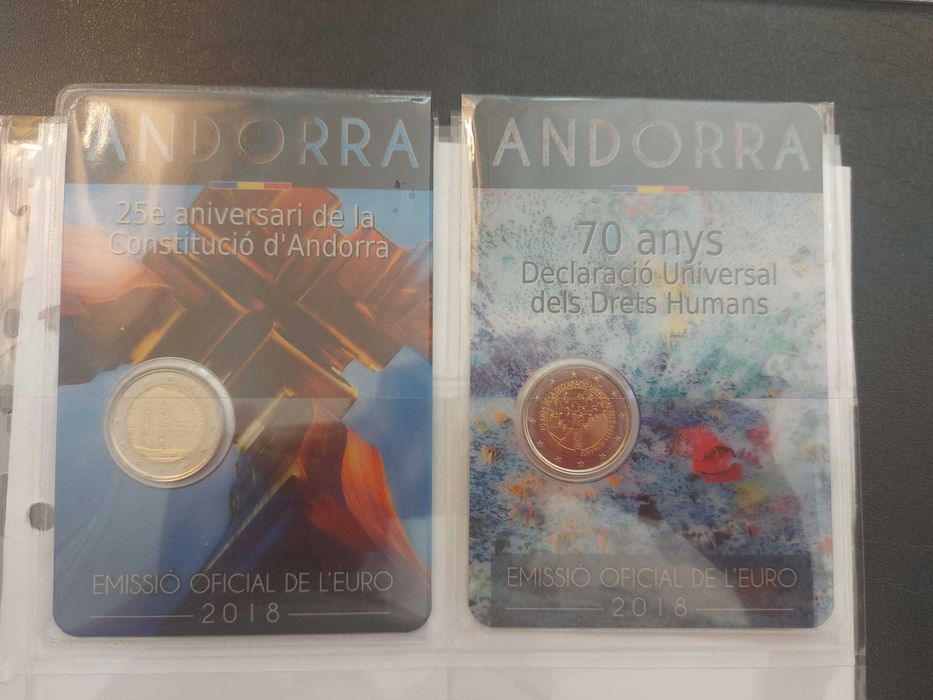 ANDORRA
25è aniversari de la
Constitució d'Andorra
EMISSIÓ OFICIAL DE L'EURO
2018
ANDORRA
70 anys
Declaració Universal
dels Drets Humans
EMISSIÓ OFICIAL DE L'EURO
2018